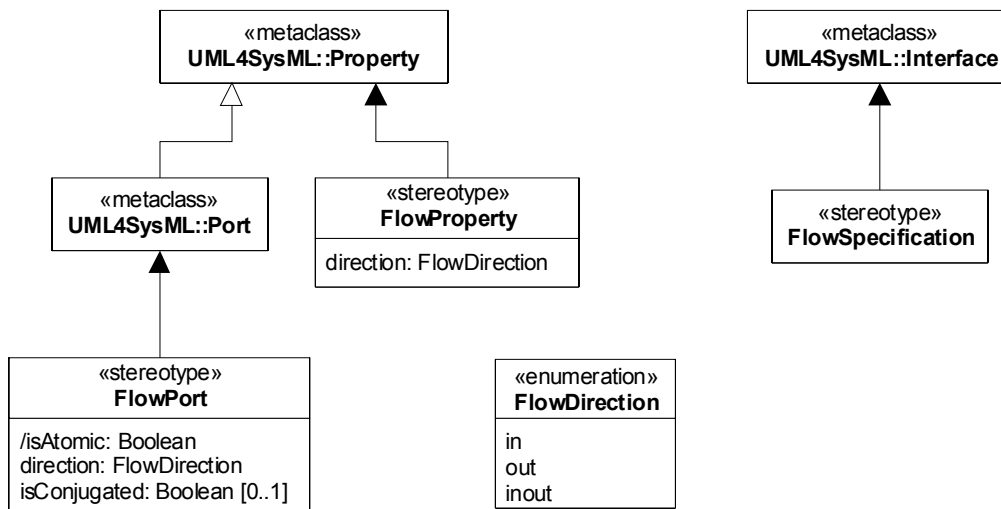 «metaclass»
UML4SysML::Property
«metaclass»
UML4SysML::Interface
«metaclass»
UML4SysML::Port
«stereotype»
FlowProperty
direction: FlowDirection
«stereotype»
FlowSpecification
«stereotype»
FlowPort
/isAtomic: Boolean
direction: FlowDirection
isConjugated: Boolean [0..1]
«enumeration»
FlowDirection
in
out
inout